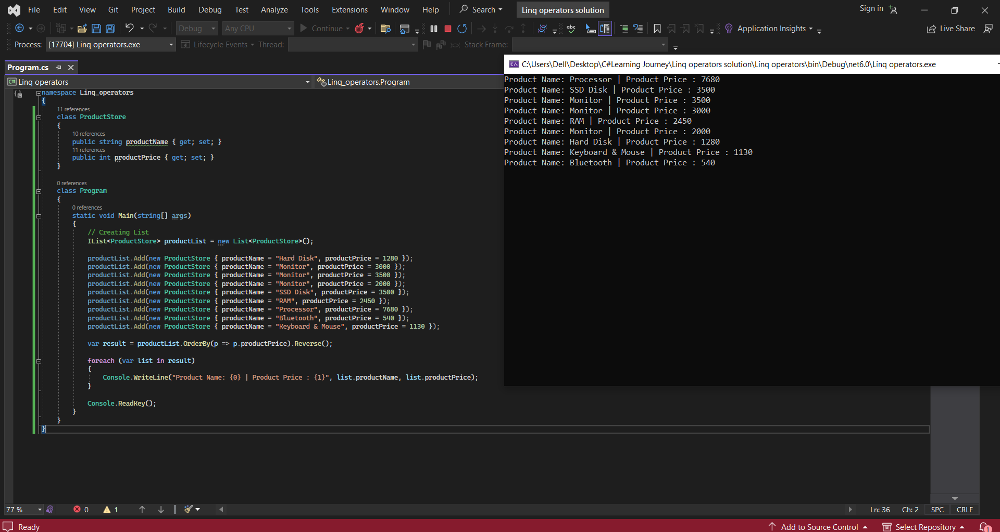 File Edit View Git Project Build Debug Test Analyze Tools Extensions Window Help Search Linq operators solution Sign in
Debug Any CPU Continue abc Application Insights Live Share
Process: [17704] Linq operators.exe Lifecycle Events Thread: Stack Frame:
Program.cs
C:\Users\Dell\Desktop\C#Learning Journey\Linq operators solution\Linq operators\bin\Debug\net6.0\Linq operators.exe
C# Linq operators Linq_operators.Program
namespace Linq_operators
{
11 references
class ProductStore
{
10 references
public string productName { get; set; }
11 references
public int productPrice { get; set; }
}
0 references
class Program
{
0 references
static void Main(string[] args)
{
// Creating List
IList<ProductStore> productList = new List<ProductStore>();
productList.Add(new ProductStore { productName = "Hard Disk", productPrice = 1280 });
productList.Add(new ProductStore { productName = "Monitor", productPrice = 3000 });
productList.Add(new ProductStore { productName = "Monitor", productPrice = 3500 });
productList.Add(new ProductStore { productName = "Monitor", productPrice = 2000 });
productList.Add(new ProductStore { productName = "SSD Disk", productPrice = 3500 });
productList.Add(new ProductStore { productName = "RAM", productPrice = 2450 });
productList.Add(new ProductStore { productName = "Processor", productPrice = 7680 });
productList.Add(new ProductStore { productName = "Bluetooth", productPrice = 540 });
productList.Add(new ProductStore { productName = "Keyboard & Mouse", productPrice = 1130 });
var result = productList.OrderBy(p => p.productPrice).Reverse();
foreach (var list in result)
{
Console.WriteLine("Product Name: {0} | Product Price : {1}", list.productName, list.productPrice);
}
Console.ReadKey();
}
}
}
Product Name: Processor | Product Price : 7680
Product Name: SSD Disk | Product Price : 3500
Product Name: Monitor | Product Price : 3500
Product Name: Monitor | Product Price : 3000
Product Name: RAM | Product Price : 2450
Product Name: Monitor | Product Price : 2000
Product Name: Hard Disk | Product Price : 1280
Product Name: Keyboard & Mouse | Product Price : 1130
Product Name: Bluetooth | Product Price : 540
77 % 0 1 Ln: 36 Ch: 2 SPC CRLF
Ready Add to Source Control Select Repository 1